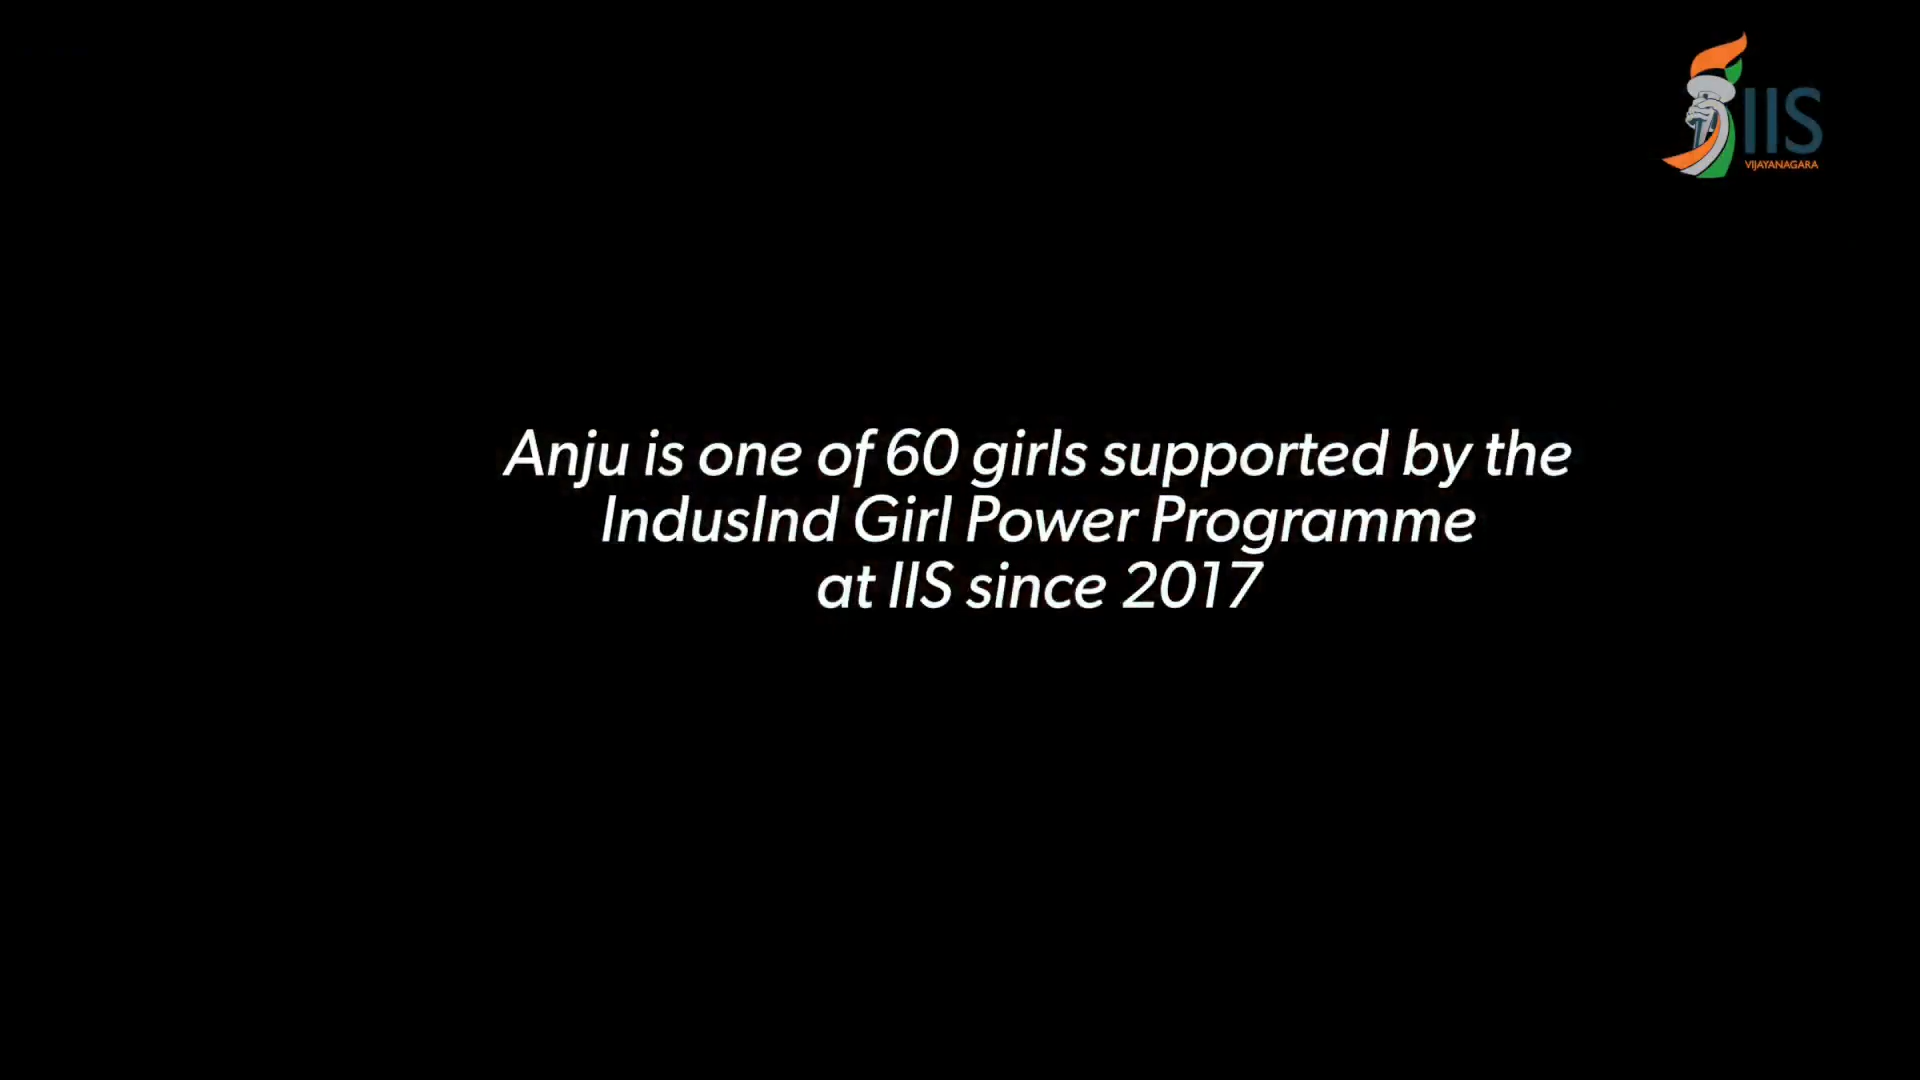 IIS
VIJAYANAGARA
Anju is one of 60 girls supported by the
IndusInd Girl Power Programme
at IIS since 2017